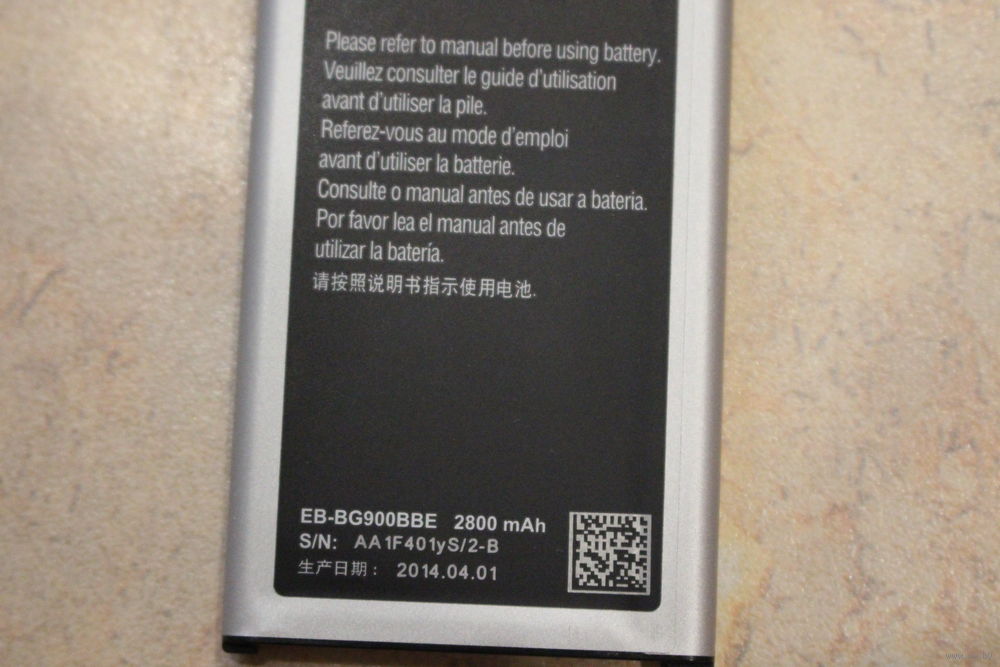 Please refer to manual before using battery.
Veuillez consulter le guide d'utilisation
avant d'utiliser la pile.
Referez-vous au mode d'emploi
avant d'utiliser la batterie.
Consulte o manual antes de usar a bateria.
Por favor lea el manual antes de
utilizar la batería.
请按照说明书指示使用电池.
EB-BG900BBE 2800 mAh
S/N: AA1F401yS/2-B
生产日期: 2014.04.01